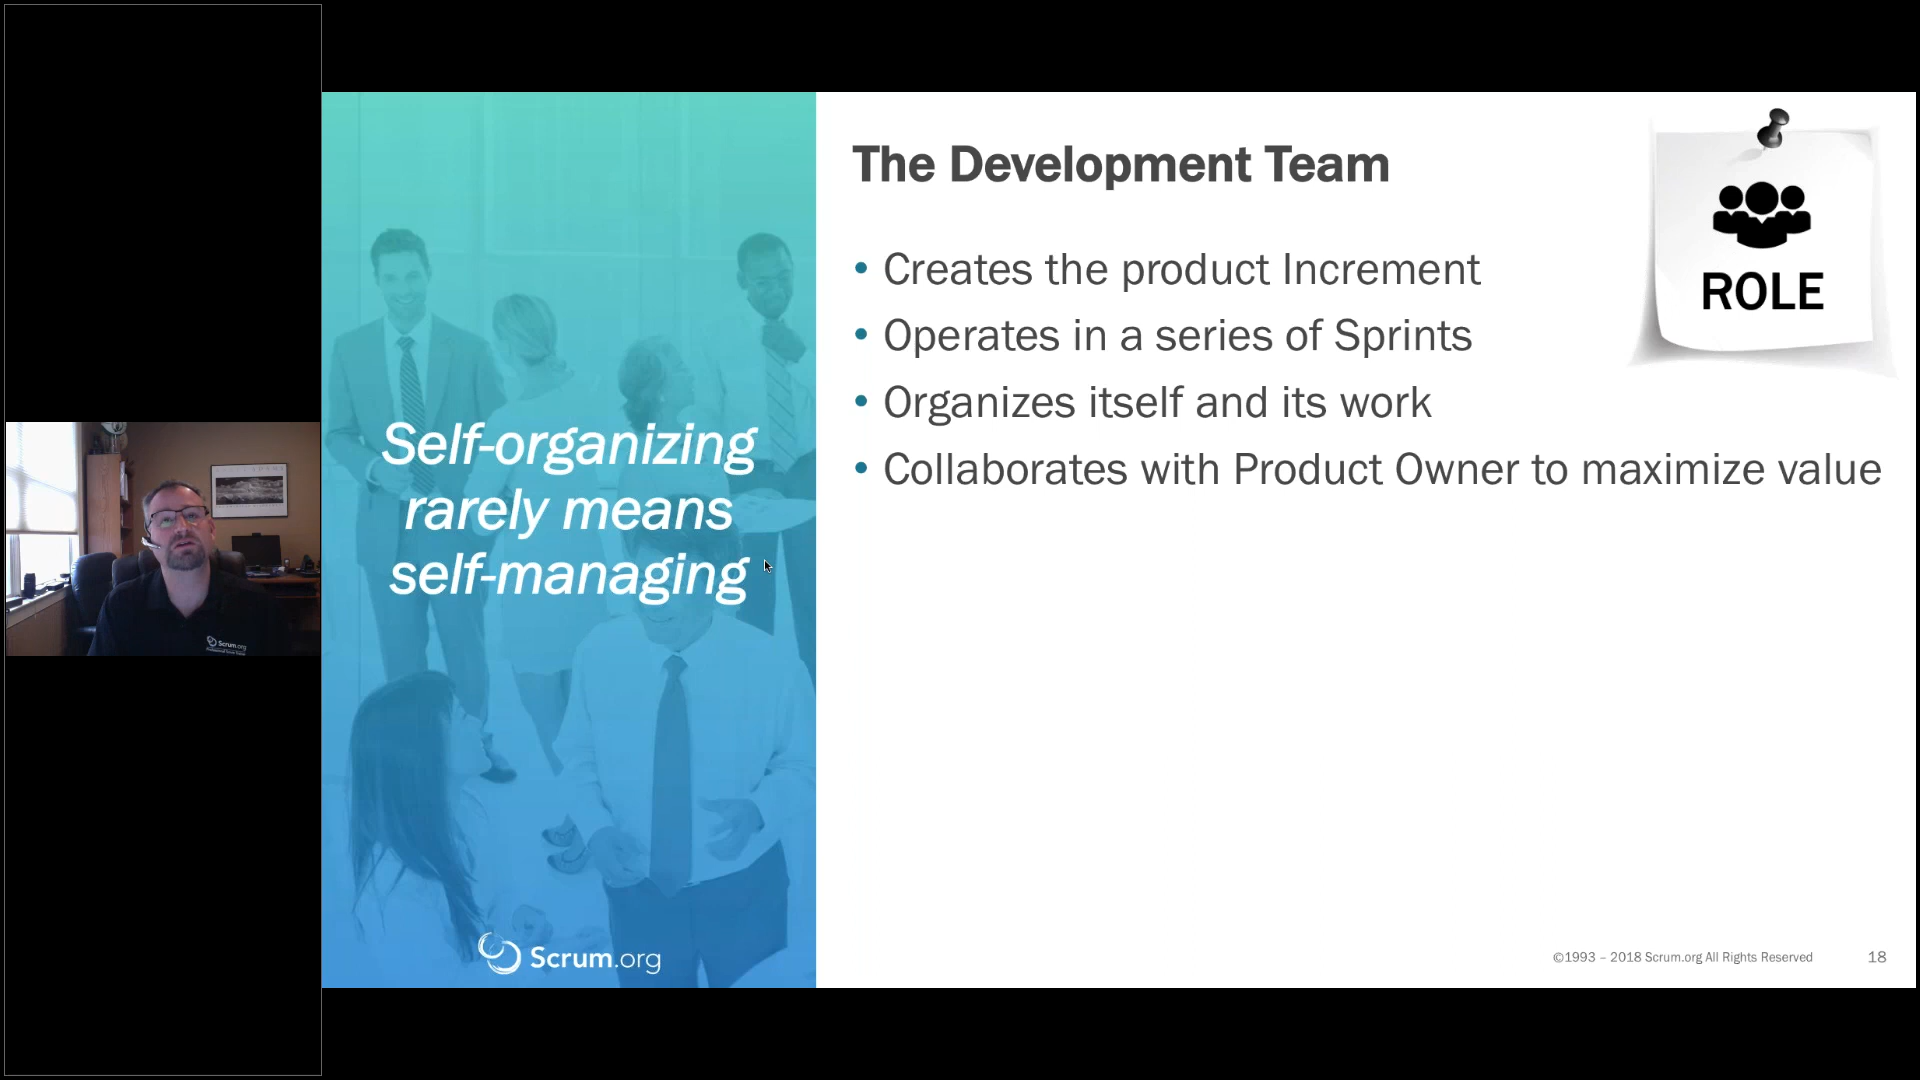 Self-organizing
rarely means
self-managing
Scrum.org
The Development Team
• Creates the product Increment
• Operates in a series of Sprints
• Organizes itself and its work
• Collaborates with Product Owner to maximize value
ROLE
©1993 – 2018 Scrum.org All Rights Reserved
18
Scrum.org